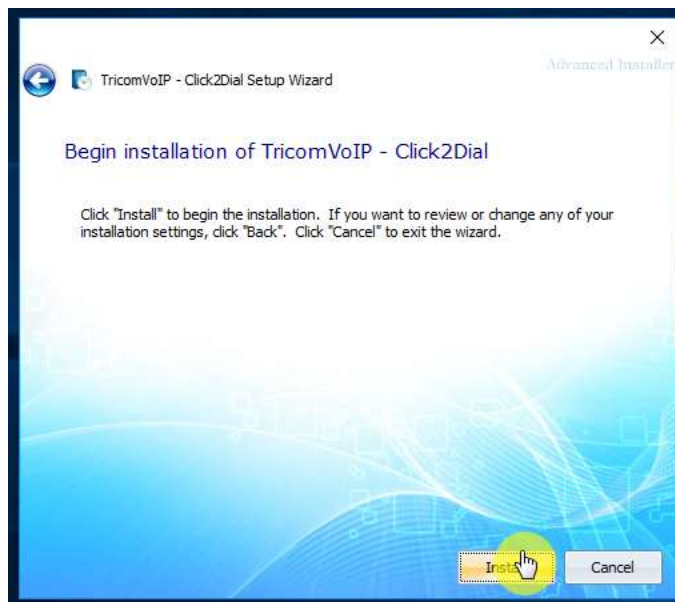 Advanced Installer
TricomVoIP - Click2Dial Setup Wizard
Begin installation of TricomVoIP - Click2Dial
Click "Install" to begin the installation.  If you want to review or change any of your
installation settings, click "Back".  Click "Cancel" to exit the wizard.
Install
Cancel